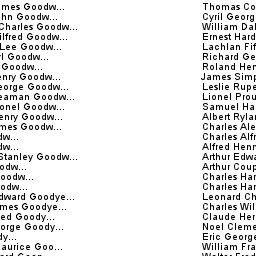 mes Goodw... Thomas Co
hn Goodw... Cyril Georg
Charles Goodw... William Dal
ilfred Goodw... Ernest Hard
Lee Goodw... Lachlan Fif
rl Goodw... Richard Ge
Goodw... Roland Her
enry Goodw... James Simp
eorge Goodw... Leslie Rupe
eaman Goodw... Lionel Prou
onel Goodw... Samuel Ha
enry Goodw... Albert Rylan
mes Goodw... Charles Ale
dw... Charles Alfr
dw... Alfred Henr
Stanley Goodw... Arthur Edwa
odw... Arthur Coup
oodw... Charles Har
odw... Charles Har
dward Goodye... Leonard Ch
mes Goodye... Charles Wil
red Goody... Claude Her
eorge Goody... Noel Cleme
dy... Eric George
aurice Goo... William Fra